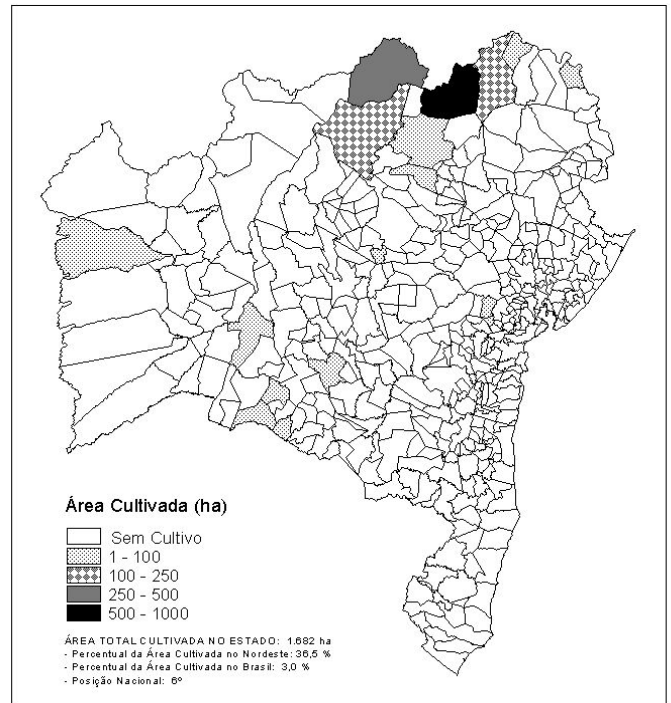 Área Cultivada (ha)
Sem Cultivo
1 - 100
100 - 250
250 - 500
500 - 1000
ÁREA TOTAL CULTIVADA NO ESTADO: 1.682 ha
- Percentual da Área Cultivada no Nordeste: 36,5 %
- Percentual da Área Cultivada no Brasil: 3,0 %
- Posição Nacional: 6º